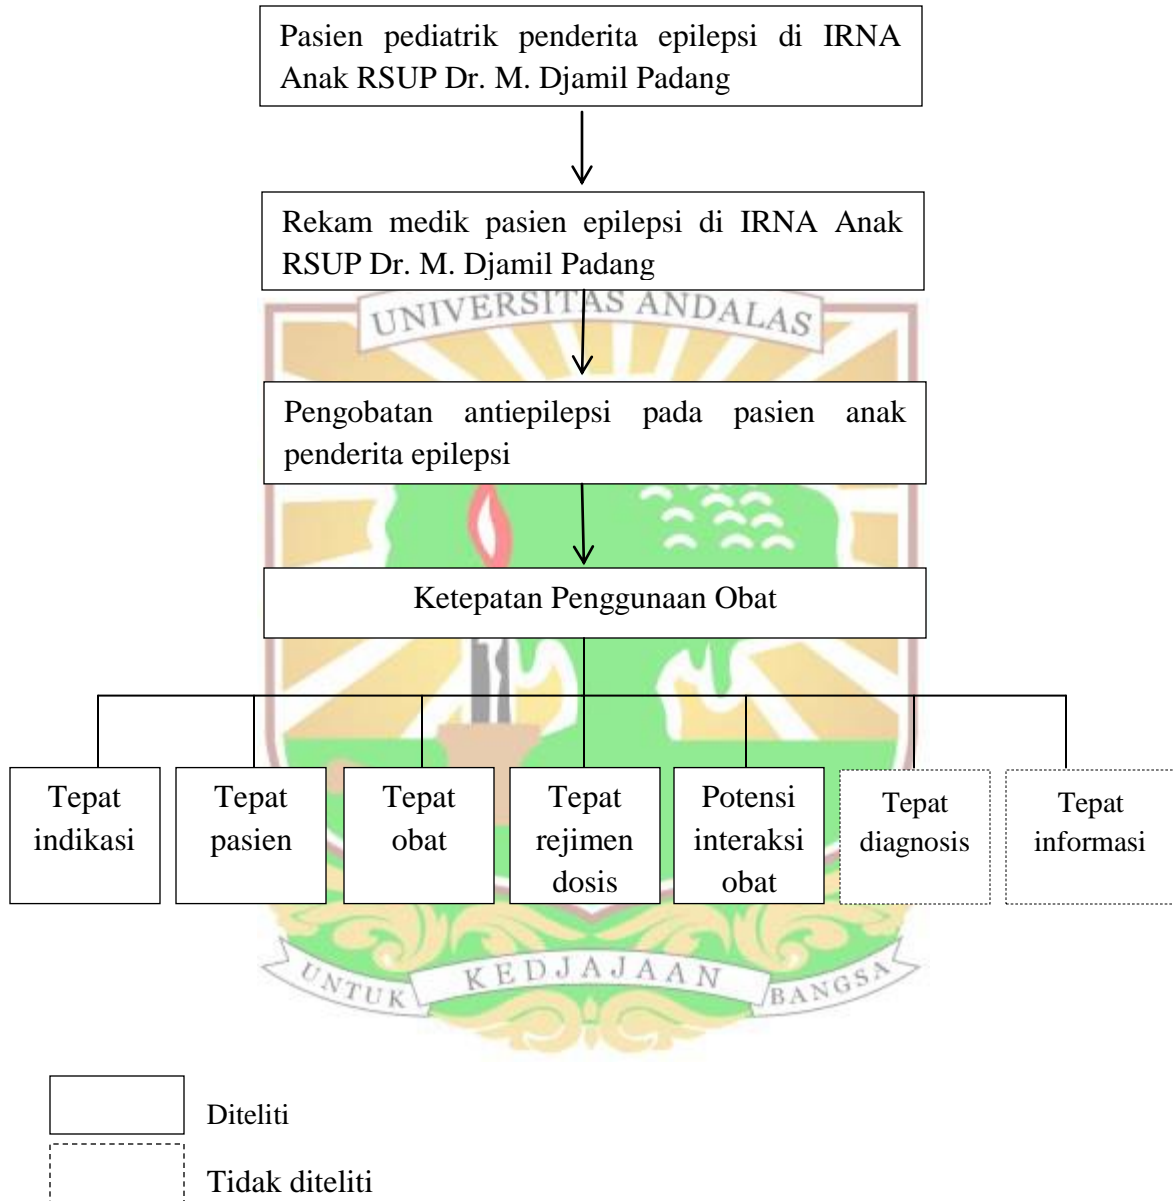 Pasien pediatrik penderita epilepsi di IRNA
Anak RSUP Dr. M. Djamil Padang
Rekam medik pasien epilepsi di IRNA Anak
RSUP Dr. M. Djamil Padang
UNIVERSITAS ANDALAS
Pengobatan antiepilepsi pada pasien anak
penderita epilepsi
Ketepatan Penggunaan Obat
Tepat
indikasi
Tepat
pasien
Tepat
obat
Tepat
rejimen
dosis
Potensi
interaksi
obat
Tepat
diagnosis
Tepat
informasi
UNTUK KEDJAJAAN BANGSA
Diteliti
Tidak diteliti